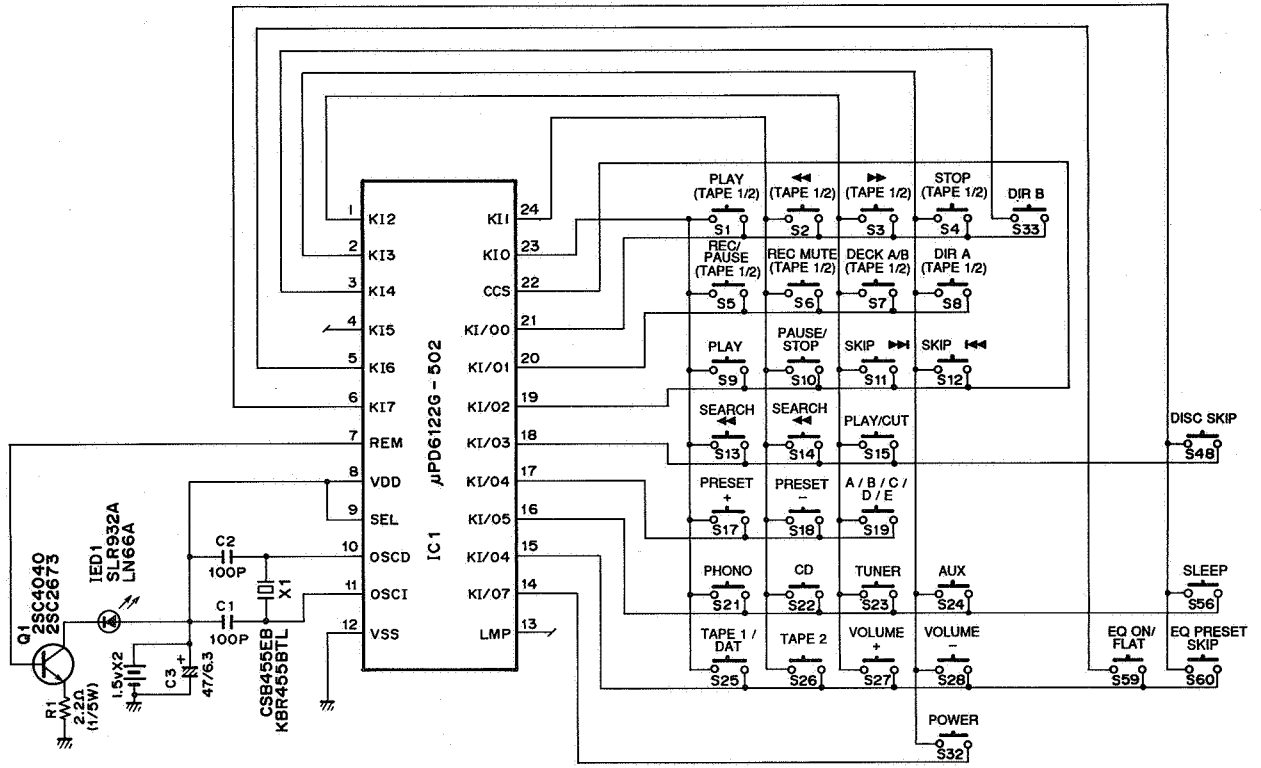 PLAY
(TAPE 1/2)
◀◀
(TAPE 1/2)
▶▶
(TAPE 1/2)
STOP
(TAPE 1/2)
DIR B
S1
S2
S3
S4
S33
REC/
PAUSE
(TAPE 1/2)
REC MUTE
(TAPE 1/2)
DECK A/B
(TAPE 1/2)
DIR A
(TAPE 1/2)
S5
S6
S7
S8
PLAY
PAUSE/
STOP
SKIP ▶▶|
SKIP |◀◀
S9
S10
S11
S12
SEARCH
◀◀
SEARCH
◀◀
PLAY/CUT
DISC SKIP
S13
S14
S15
S48
PRESET
+
PRESET
−
A / B / C /
D / E
S17
S18
S19
PHONO
CD
TUNER
AUX
SLEEP
S21
S22
S23
S24
S56
TAPE 1 /
DAT
TAPE 2
VOLUME
+
VOLUME
−
EQ ON/
FLAT
EQ PRESET
SKIP
S25
S26
S27
S28
S59
S60
POWER
S32
1 KI2
2 KI3
3 KI4
4 KI5
5 KI6
6 KI7
7 REM
8 VDD
9 SEL
10 OSCD
11 OSCI
12 VSS
KI1 24
KI0 23
CCS 22
KI/00 21
KI/01 20
KI/02 19
KI/03 18
KI/04 17
KI/05 16
KI/04 15
KI/07 14
LMP 13
µPD6122G-502
IC1
Q1
2SC4040
2SC2673
IED1
SLR932A
LN66A
C2
100P
C1
100P
X1
CSB455EB
KBR455BTL
1.5vX2
C3 +
47/6.3
R1
2.2Ω
(1/5W)